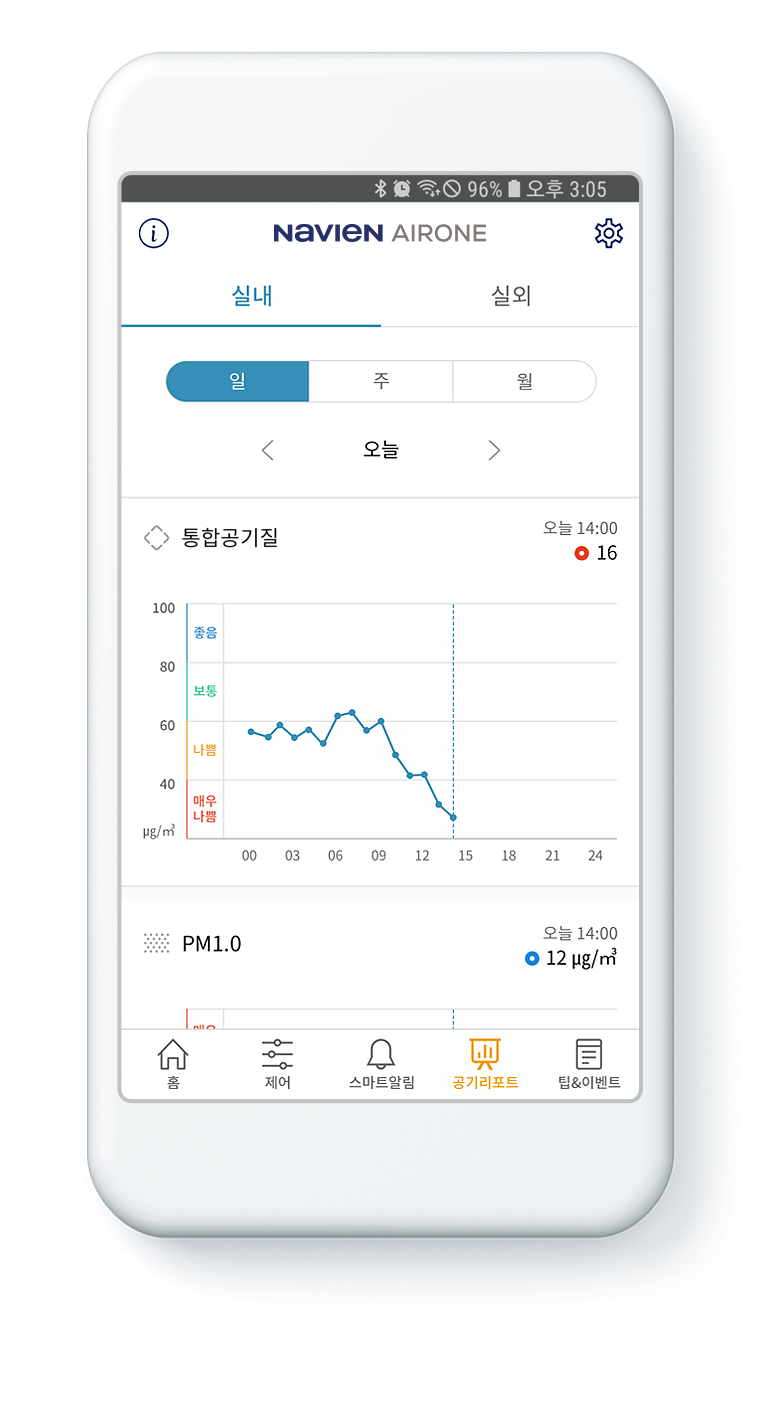 96% 오후 3:05
i NAVIEN AIRONE
실내 실외
일 주 월
오늘
통합공기질 오늘 14:00
16
100
좋음
80
보통
60
나쁨
40
매우
나쁨
µg/㎥
00 03 06 09 12 15 18 21 24
PM1.0 오늘 14:00
12 µg/㎥
매우
홈 제어 스마트알림 공기리포트 팁&이벤트